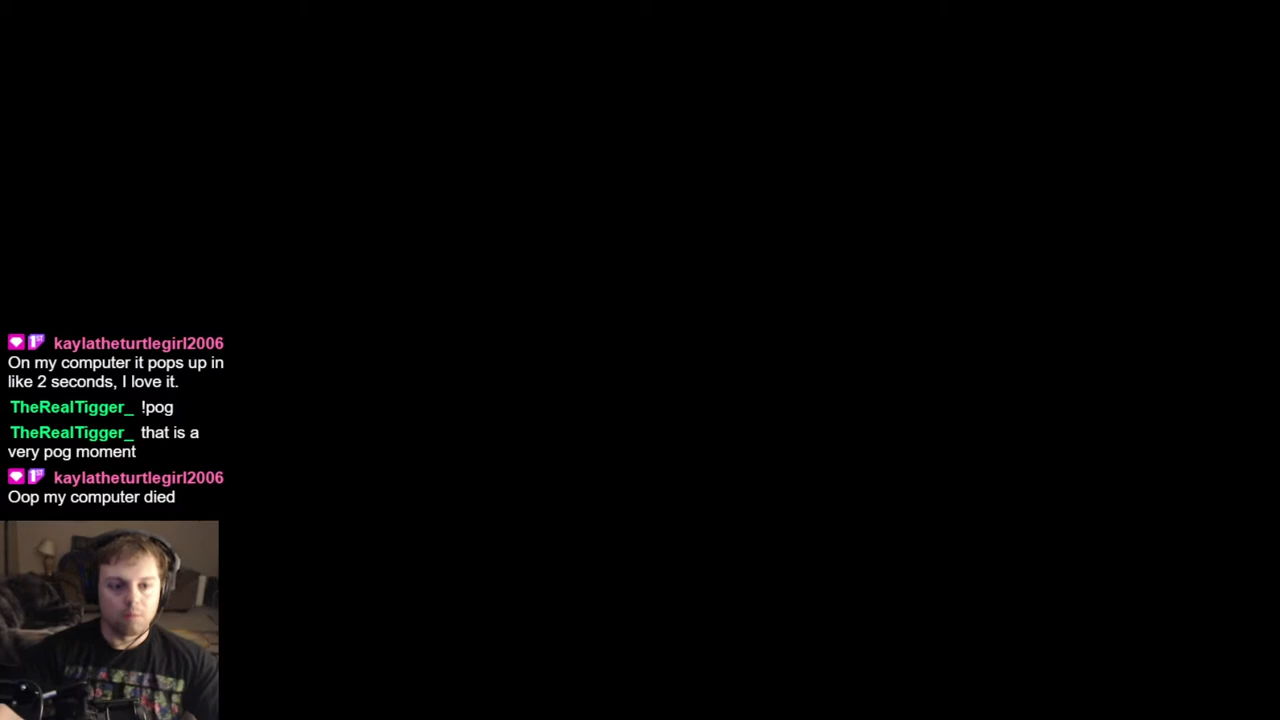 kaylatheturtlegirl2006
On my computer it pops up in
like 2 seconds, I love it.
TheRealTigger_ !pog
TheRealTigger_ that is a
very pog moment
kaylatheturtlegirl2006
Oop my computer died